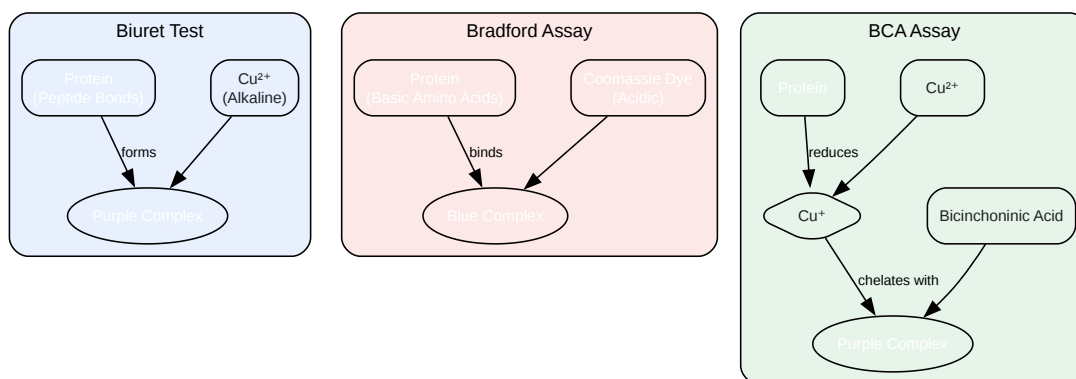 Biuret Test
Protein
(Peptide Bonds)
Cu²⁺
(Alkaline)
forms
Purple Complex
Bradford Assay
Protein
(Basic Amino Acids)
Coomassie Dye
(Acidic)
binds
Blue Complex
BCA Assay
Protein
Cu²⁺
reduces
Cu⁺
Bicinchoninic Acid
chelates with
Purple Complex